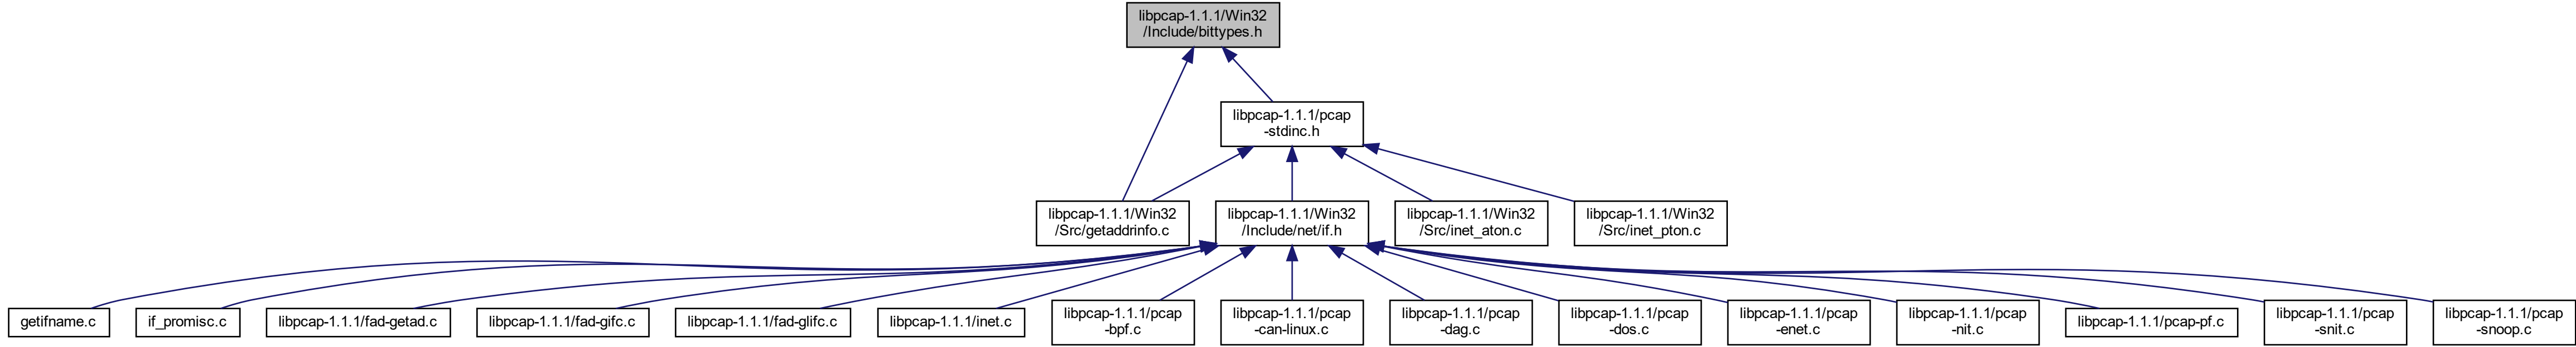 libpcap-1.1.1/Win32
/Include/bittypes.h
libpcap-1.1.1/pcap
-stdinc.h
libpcap-1.1.1/Win32
/Src/getaddrinfo.c
libpcap-1.1.1/Win32
/Include/net/if.h
libpcap-1.1.1/Win32
/Src/inet_aton.c
libpcap-1.1.1/Win32
/Src/inet_pton.c
getifname.c
if_promisc.c
libpcap-1.1.1/fad-getad.c
libpcap-1.1.1/fad-gifc.c
libpcap-1.1.1/fad-glifc.c
libpcap-1.1.1/inet.c
libpcap-1.1.1/pcap
-bpf.c
libpcap-1.1.1/pcap
-can-linux.c
libpcap-1.1.1/pcap
-dag.c
libpcap-1.1.1/pcap
-dos.c
libpcap-1.1.1/pcap
-enet.c
libpcap-1.1.1/pcap
-nit.c
libpcap-1.1.1/pcap-pf.c
libpcap-1.1.1/pcap
-snit.c
libpcap-1.1.1/pcap
-snoop.c